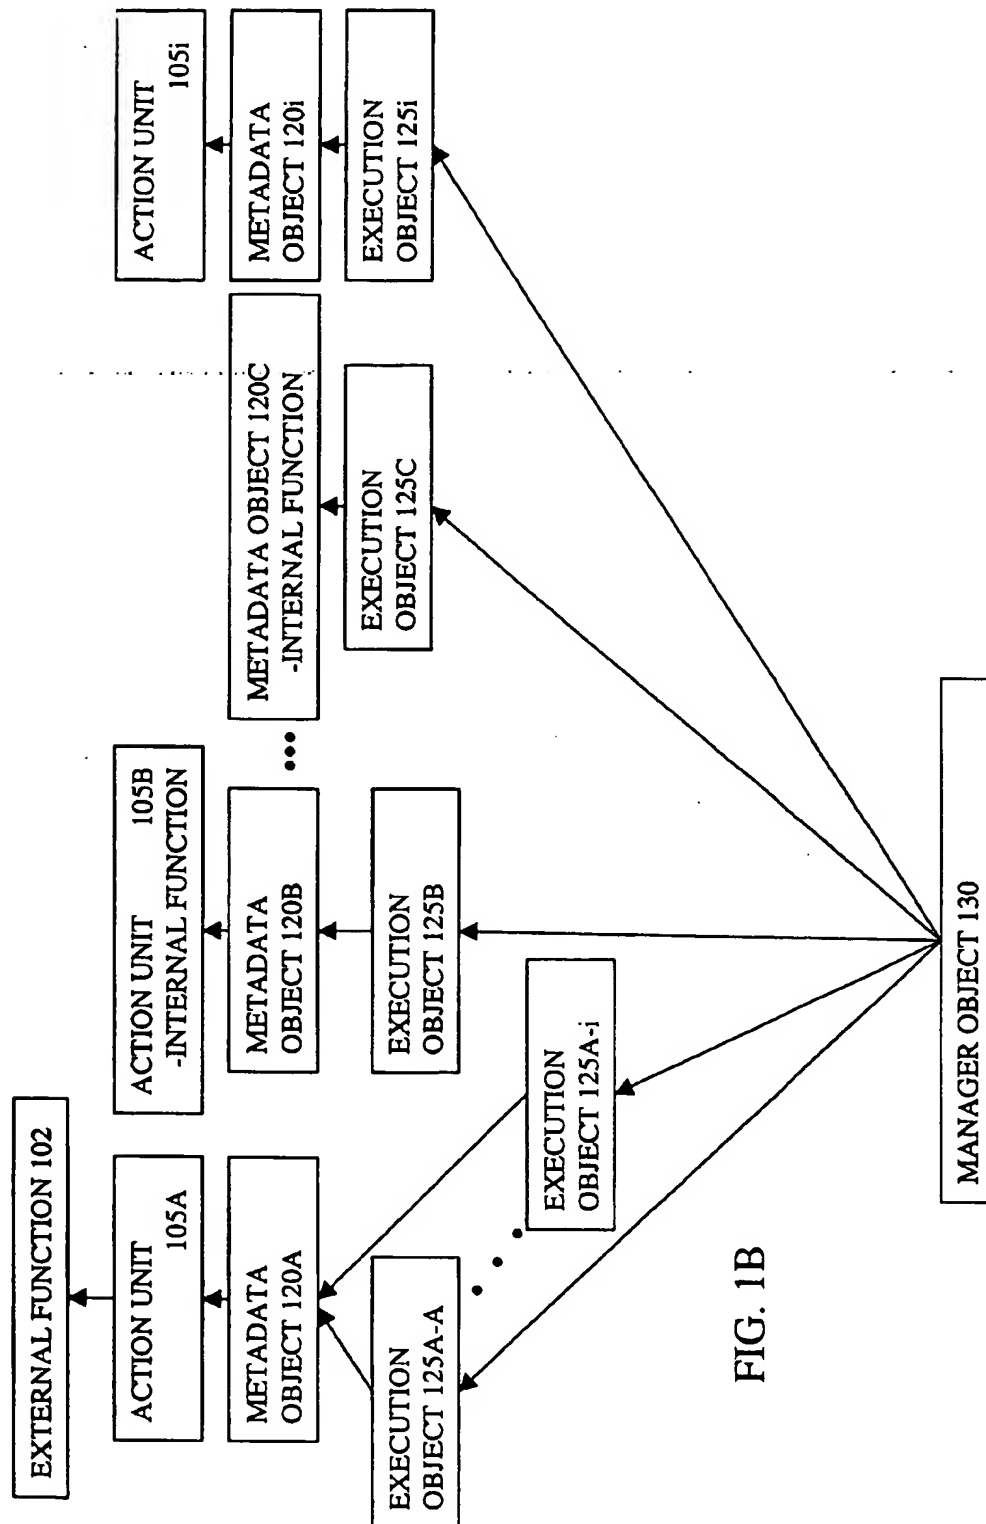 EXTERNAL FUNCTION 102
ACTION UNIT
105A
ACTION UNIT 105B
-INTERNAL FUNCTION
ACTION UNIT
105i
METADATA
OBJECT 120A
METADATA
OBJECT 120B
METADATA OBJECT 120C
-INTERNAL FUNCTION
METADATA
OBJECT 120i
EXECUTION
OBJECT 125A-A
EXECUTION
OBJECT 125A-i
EXECUTION
OBJECT 125B
EXECUTION
OBJECT 125C
EXECUTION
OBJECT 125i
FIG. 1B
MANAGER OBJECT 130